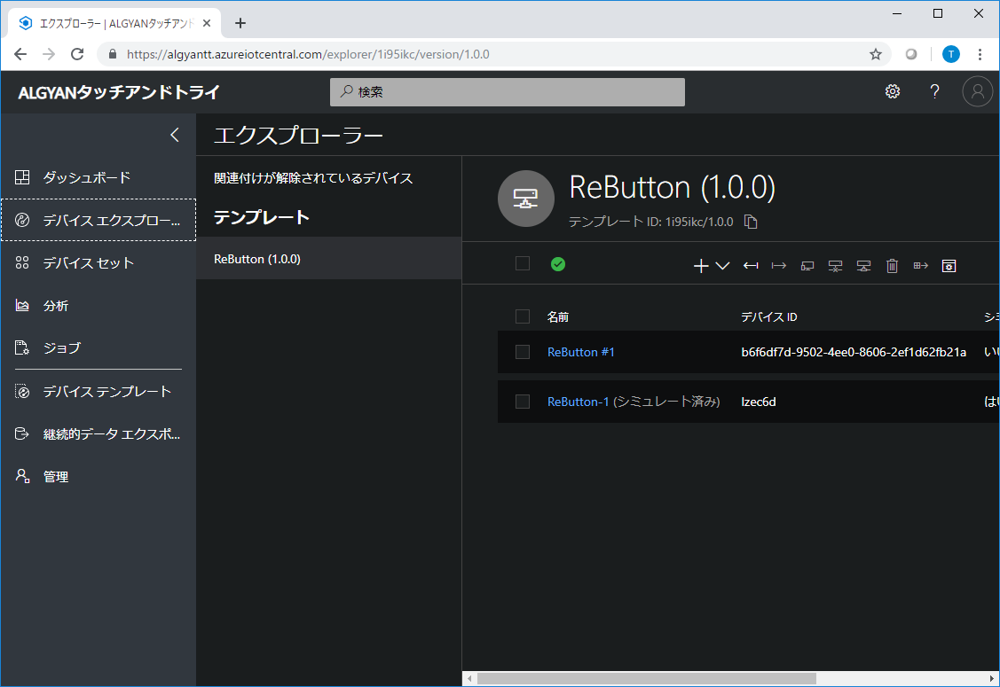 エクスプローラー | ALGYANタッチアンド
https://algyantt.azureiotcentral.com/explorer/1i95ikc/version/1.0.0
T
ALGYANタッチアンドトライ
検索
?
エクスプローラー
ダッシュボード
デバイス エクスプロー...
デバイス セット
分析
ジョブ
デバイス テンプレート
継続的データ エクスポ...
管理
関連付けが解除されているデバイス
テンプレート
ReButton (1.0.0)
ReButton (1.0.0)
テンプレート ID: 1i95ikc/1.0.0
名前 デバイス ID シミ
ReButton #1 b6f6df7d-9502-4ee0-8606-2ef1d62fb21a いい
ReButton-1 (シミュレート済み) lzec6d はい